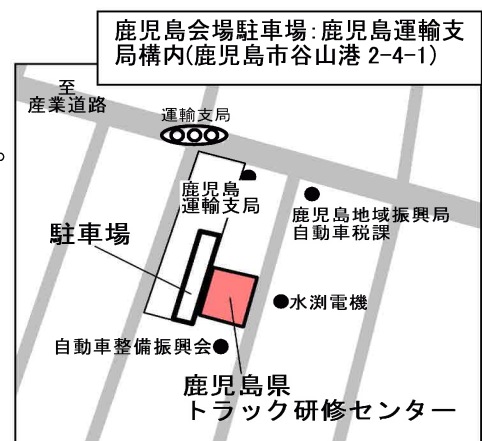 鹿児島会場駐車場:鹿児島運輸支
局構内(鹿児島市谷山港 2-4-1)
至
産業道路
運輸支局
鹿児島
運輸支局
鹿児島地域振興局
自動車税課
駐車場
水渕電機
自動車整備振興会
鹿児島県
トラック研修センター